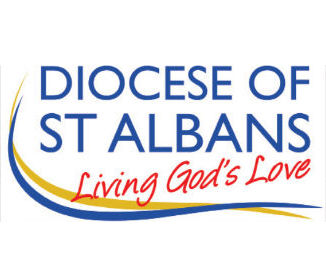 DIOCESE OF
ST ALBANS
Living God's Love